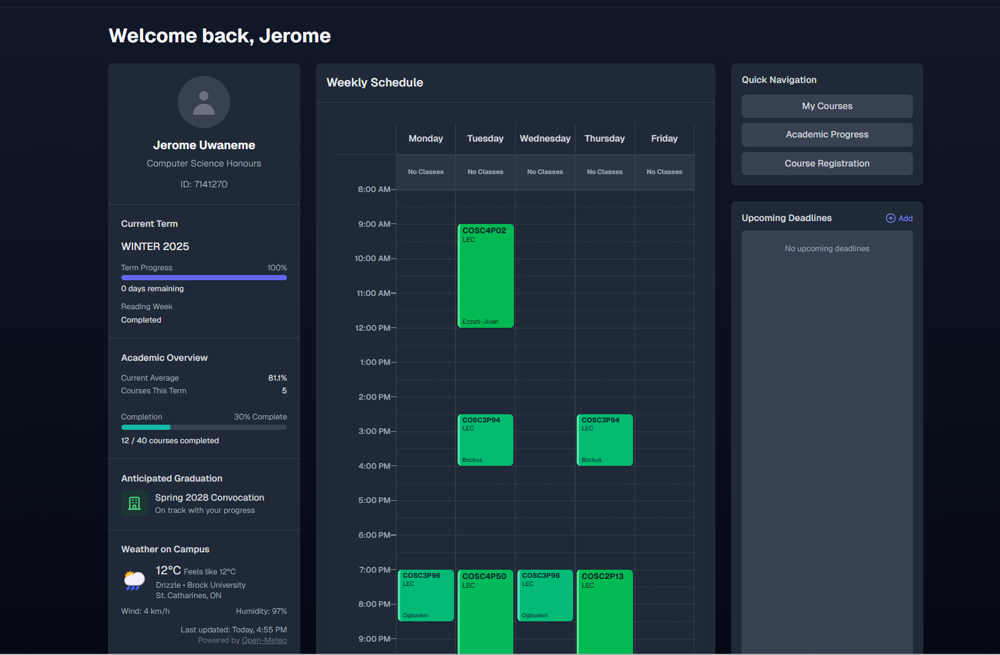 Welcome back, Jerome
Jerome Uwaneme
Computer Science Honours
ID: 7141270
Current Term
WINTER 2025
Term Progress 100%
0 days remaining
Reading Week
Completed
Academic Overview
Current Average 81.1%
Courses This Term 5
Completion 30% Complete
12 / 40 courses completed
Anticipated Graduation
Spring 2028 Convocation
On track with your progress
Weather on Campus
12°C Feels like 12°C
Drizzle • Brock University
St. Catharines, ON
Wind: 4 km/h Humidity: 97%
Last updated: Today, 4:55 PM
Powered by Open-Meteo
Weekly Schedule
Monday Tuesday Wednesday Thursday Friday
No Classes No Classes No Classes No Classes No Classes
8:00 AM
9:00 AM
COSC4P02
LEC
10:00 AM
11:00 AM
Ezzati-Jivan
12:00 PM
1:00 PM
2:00 PM
COSC3P94 COSC3P94
LEC LEC
3:00 PM
Bockus Bockus
4:00 PM
5:00 PM
6:00 PM
7:00 PM
COSC3P96 COSC4P50 COSC3P96 COSC2P13
LEC LEC LEC LEC
8:00 PM
Ogbuokiri Ogbuokiri
9:00 PM
Quick Navigation
My Courses
Academic Progress
Course Registration
Upcoming Deadlines Add
No upcoming deadlines